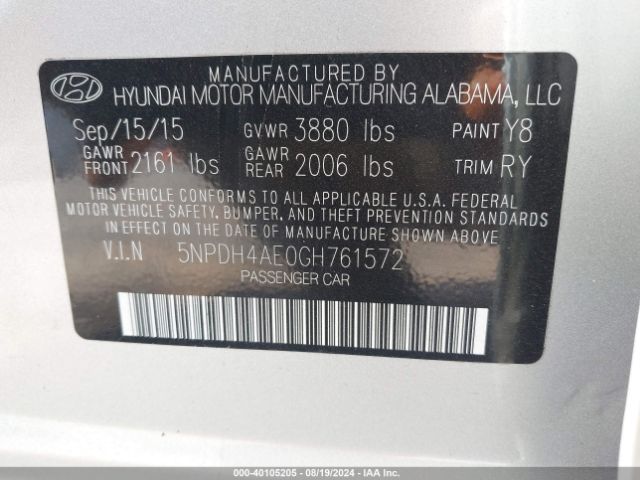 MANUFACTURED BY
HYUNDAI MOTOR MANUFACTURING ALABAMA, LLC
Sep/15/15 GVWR 3880 lbs PAINT Y8
GAWR FRONT 2161 lbs GAWR REAR 2006 lbs TRIM RY
THIS VEHICLE CONFORMS TO ALL APPLICABLE U.S.A. FEDERAL
MOTOR VEHICLE SAFETY, BUMPER, AND THEFT PREVENTION STANDARDS
IN EFFECT ON THE DATE OF MANUFACTURE SHOWN ABOVE
V.I.N 5NPDH4AE0GH761572
PASSENGER CAR
000-40105205 - 08/19/2024 - IAA Inc.